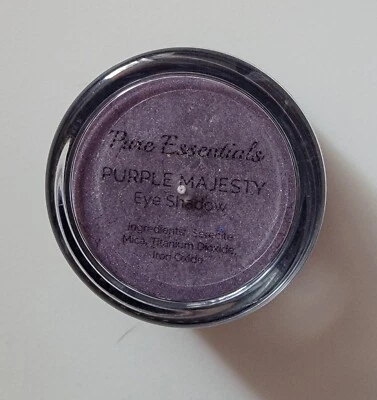 Pure Essentials
PURPLE MAJESTY
Eye Shadow
Ingredients: Sericite
Mica, Titanium Dioxide,
Iron Oxide